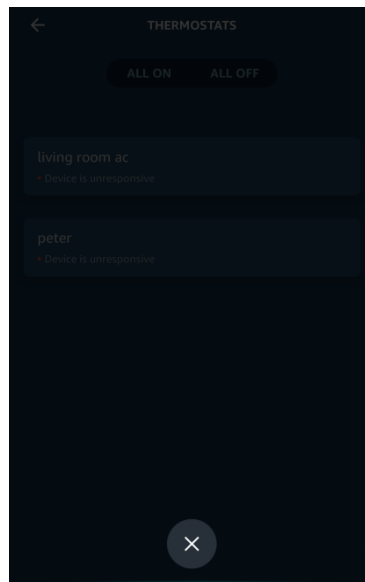 THERMOSTATS
ALL ON ALL OFF
living room ac
Device is unresponsive
peter
Device is unresponsive